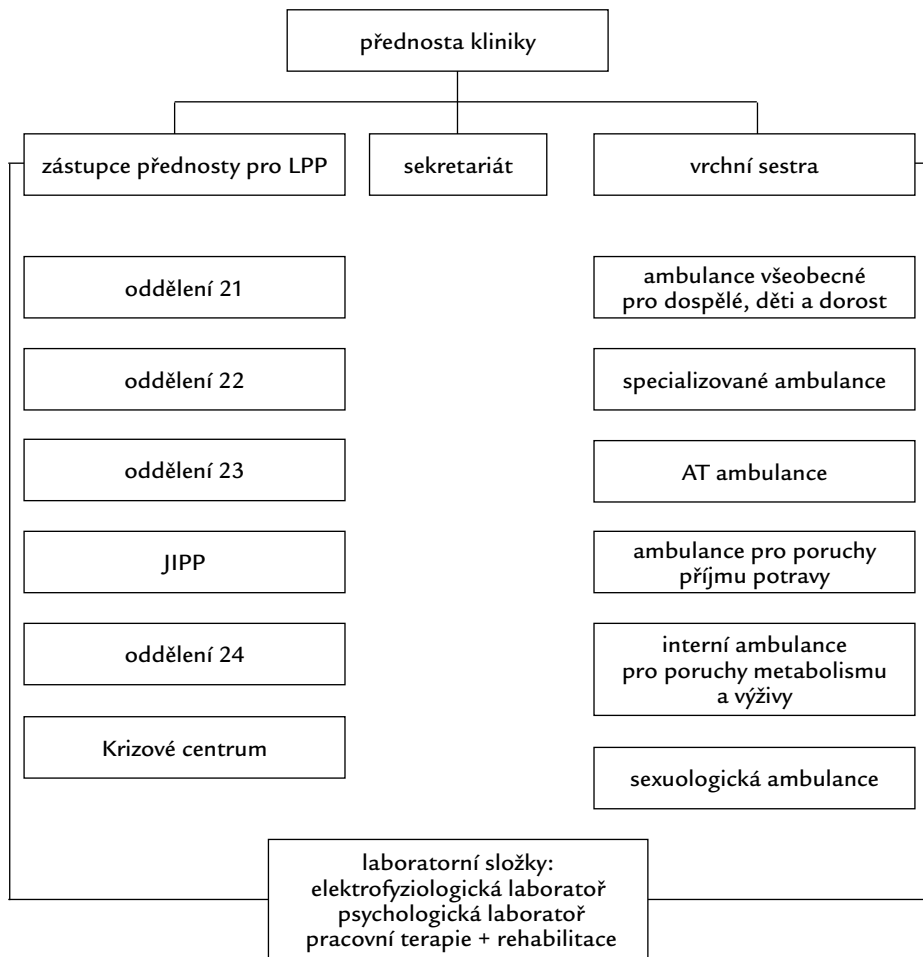 přednosta kliniky
zástupce přednosty pro LPP
sekretariát
vrchní sestra
oddělení 21
ambulance všeobecné
pro dospělé, děti a dorost
oddělení 22
specializované ambulance
oddělení 23
AT ambulance
JIPP
ambulance pro poruchy
příjmu potravy
oddělení 24
interní ambulance
pro poruchy metabolismu
a výživy
Krizové centrum
sexuologická ambulance
laboratorní složky:
elektrofyziologická laboratoř
psychologická laboratoř
pracovní terapie + rehabilitace